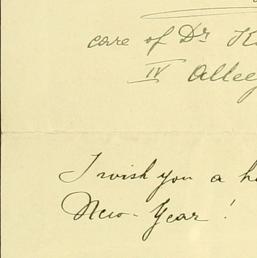 care of Dr K
IV Allee
I wish you a h
New-Year!